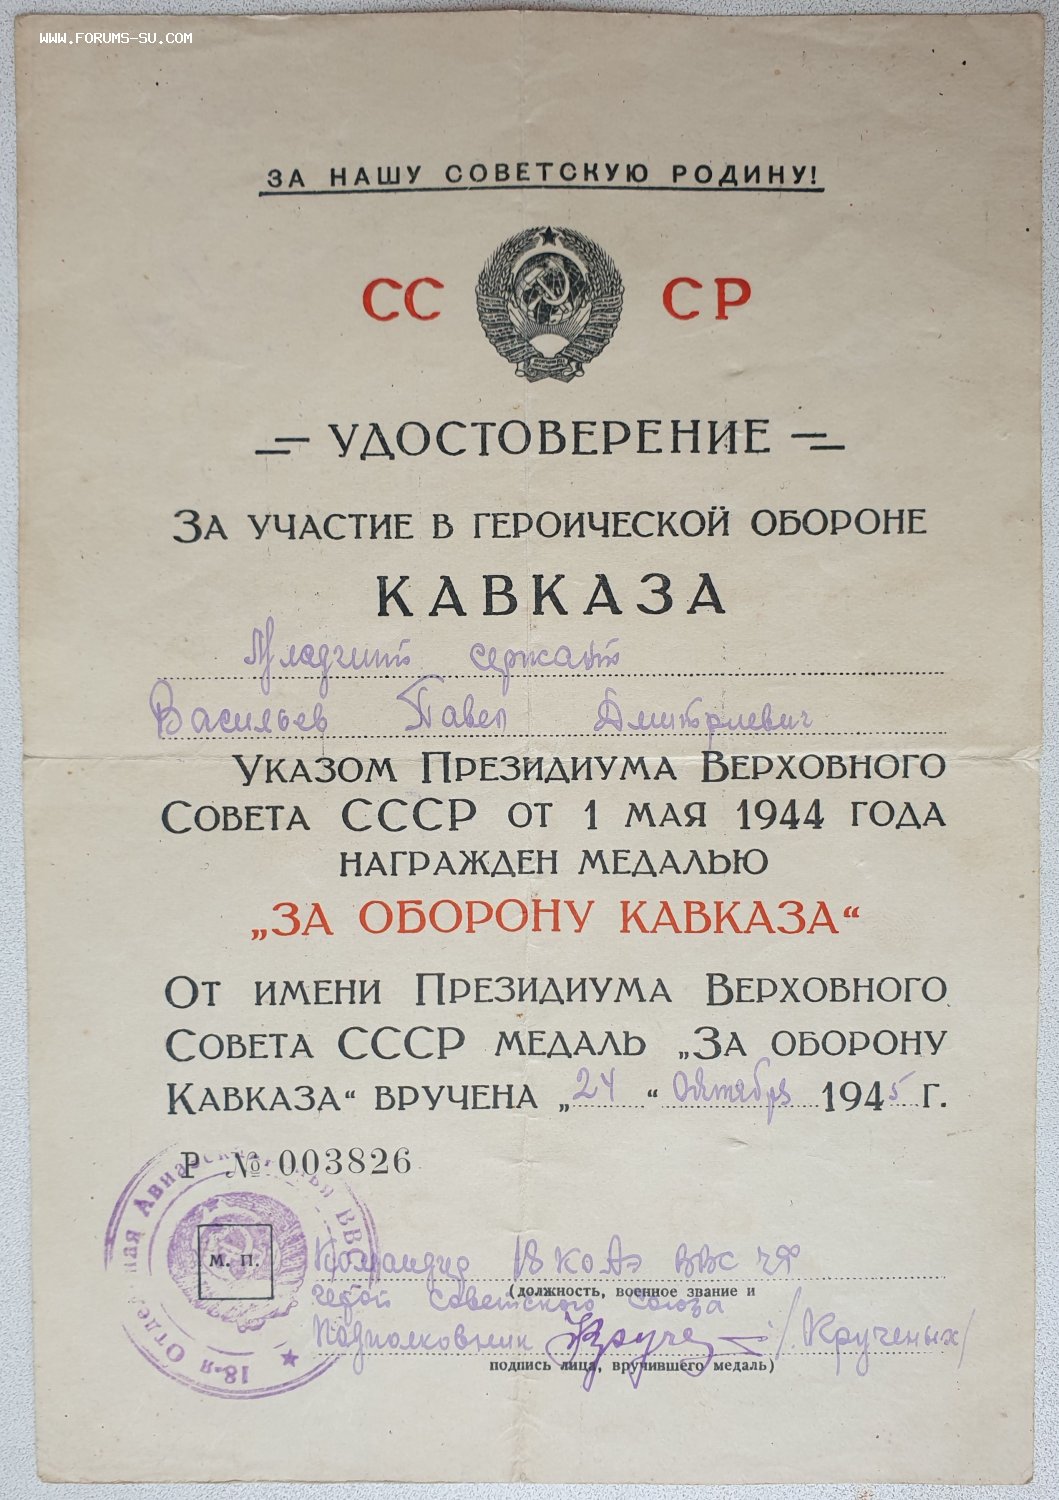 www.forums-su.com
ЗА НАШУ СОВЕТСКУЮ РОДИНУ!
СС СР
УДОСТОВЕРЕНИЕ
ЗА УЧАСТИЕ В ГЕРОИЧЕСКОЙ ОБОРОНЕ
КАВКАЗА
Младший сержант
Васильев Павел Дмитриевич
УКАЗОМ ПРЕЗИДИУМА ВЕРХОВНОГО
СОВЕТА СССР ОТ 1 МАЯ 1944 ГОДА
НАГРАЖДЕН МЕДАЛЬЮ
„ЗА ОБОРОНУ КАВКАЗА“
ОТ ИМЕНИ ПРЕЗИДИУМА ВЕРХОВНОГО
СОВЕТА СССР МЕДАЛЬ „ЗА ОБОРОНУ
КАВКАЗА“ ВРУЧЕНА „24“ октября 1945 Г.
Р № 003826
18-я Авиа ВВ
М. П.
Командир 18 КоАЭ ВВС ЧФ
(должность, военное звание и
герой советского союза
Подполковник /Крученых/
подпись лица, вручившего медаль)